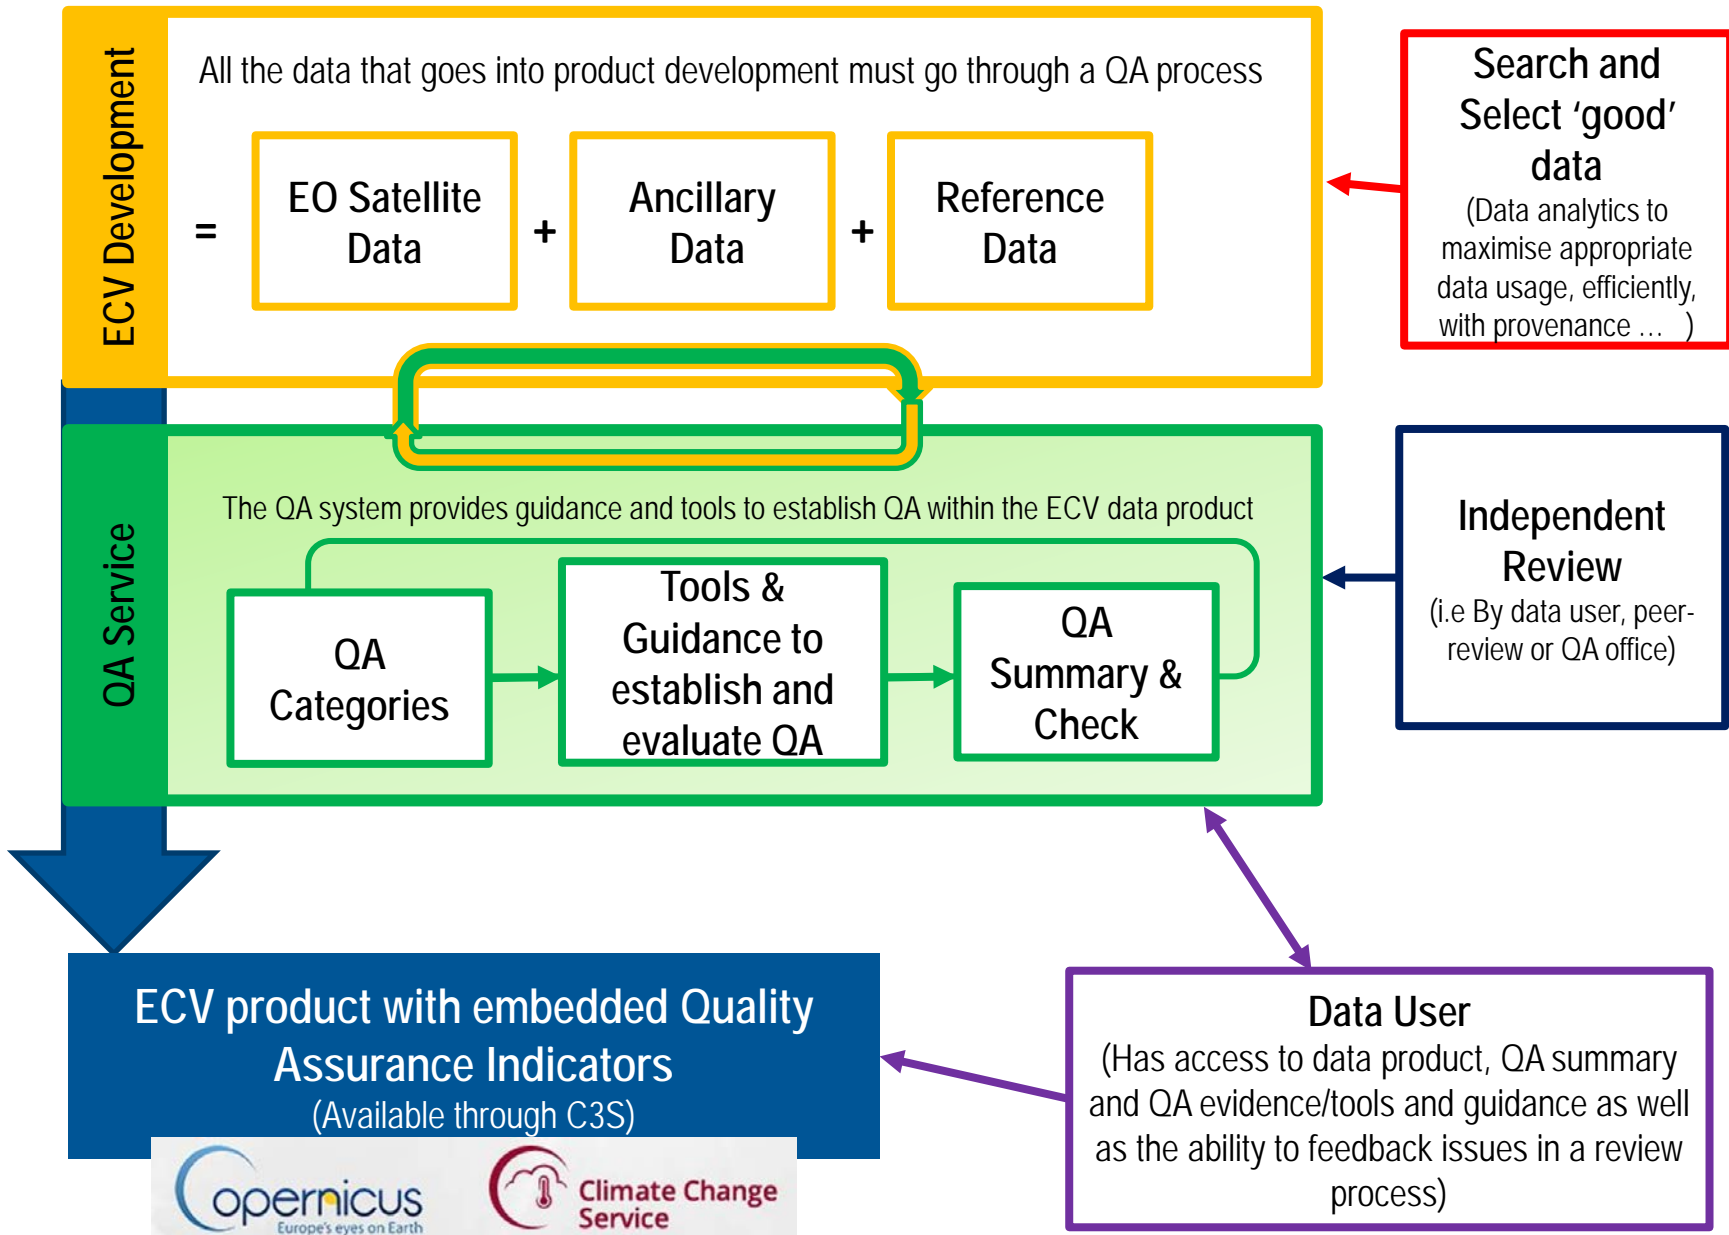 ECV Development
All the data that goes into product development must go through a QA process
=
EO Satellite
Data
+
Ancillary
Data
+
Reference
Data
Search and
Select ‘good’
data
(Data analytics to
maximise appropriate
data usage, efficiently,
with provenance … )
QA Service
The QA system provides guidance and tools to establish QA within the ECV data product
QA
Categories
Tools &
Guidance to
establish and
evaluate QA
QA
Summary &
Check
Independent
Review
(i.e By data user, peer-
review or QA office)
ECV product with embedded Quality
Assurance Indicators
(Available through C3S)
Copernicus
Europe's eyes on Earth
Climate Change
Service
Data User
(Has access to data product, QA summary
and QA evidence/tools and guidance as well
as the ability to feedback issues in a review
process)